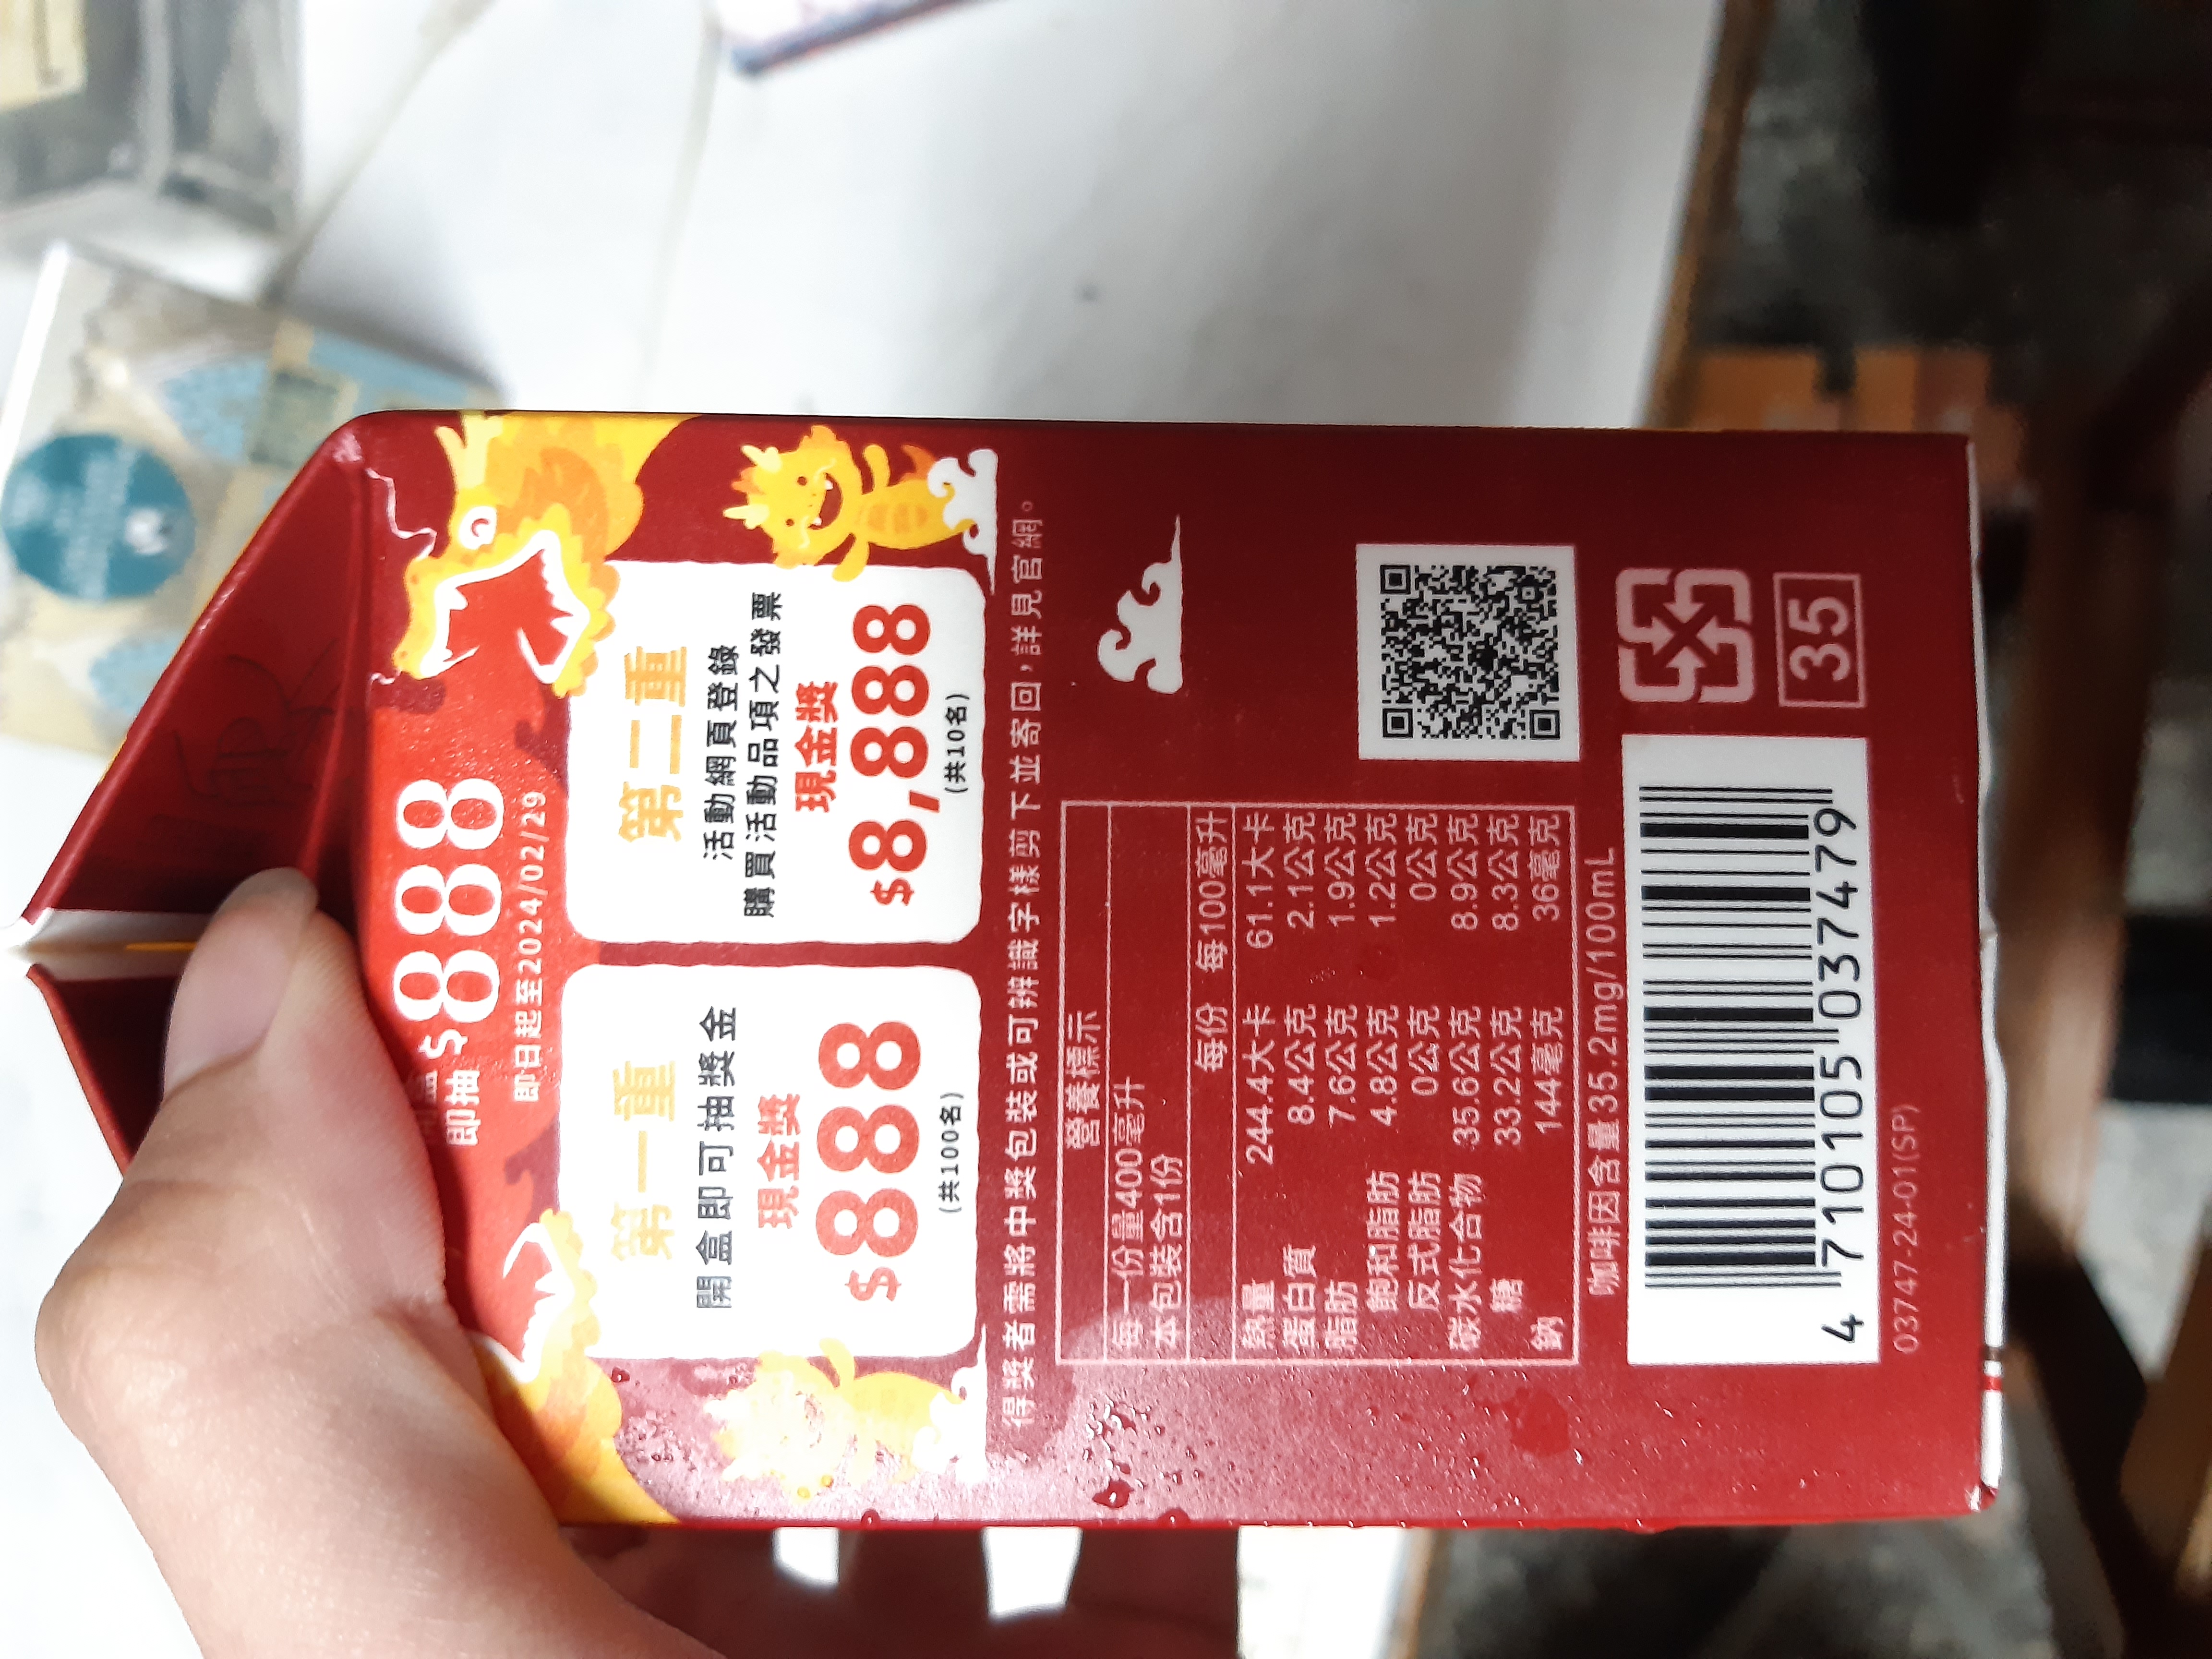 即抽 $888
即日起至2024/02/29
第一重
開盒即可抽獎金
現金獎
$888
(共100名)
第二重
活動網頁登錄
購買活動品項之發票
現金獎
$8,888
(共10名)
得獎者需將中獎包裝或可辨識字樣剪下並寄回，詳見官網。
營養標示
每一份量400毫升
本包裝含1份
每份 每100毫升
熱量 244.4大卡 61.1大卡
蛋白質 8.4公克 2.1公克
脂肪 7.6公克 1.9公克
飽和脂肪 4.8公克 1.2公克
反式脂肪 0公克 0公克
碳水化合物 35.6公克 8.9公克
糖 33.2公克 8.3公克
鈉 144毫克 36毫克
咖啡因含量35.2mg/100mL
4 710105 037479
35
03747-24-01(SP)